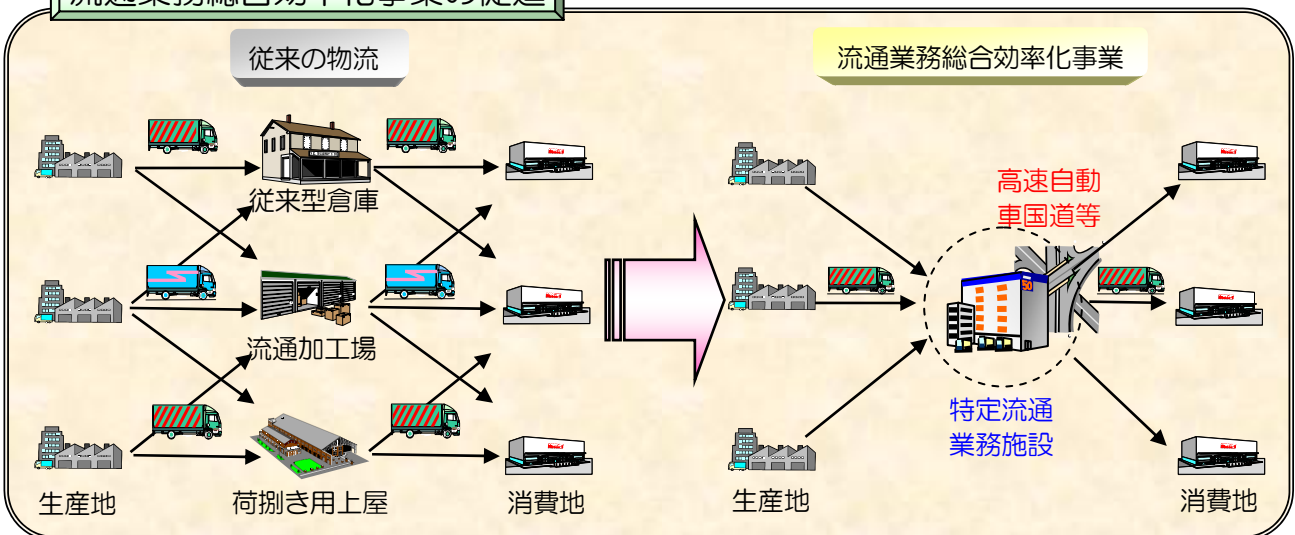 流通業務総合効率化事業の促進
従来の物流
流通業務総合効率化事業
従来型倉庫
高速自動
車国道等
流通加工場
50
特定流通
業務施設
生産地
荷捌き用上屋
消費地
生産地
消費地